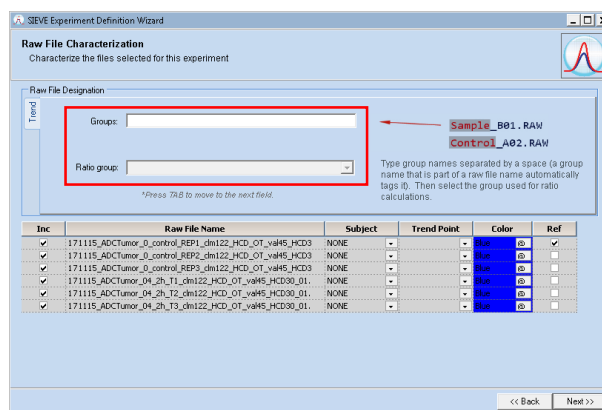 SIEVE Experiment Definition Wizard
Raw File Characterization
Characterize the files selected for this experiment
Raw File Designation
Trend
Groups:
Sample_B01.RAW
Control_A02.RAW
Ratio group:
Type group names separated by a space (a group
name that is part of a raw file name automatically
tags it). Then select the group used for ratio
calculations.
*Press TAB to move to the next field.
Inc Raw File Name Subject Trend Point Color Ref
171115_ADCTumor_0_control_REP1_clm122_HCD_OT_val45_HCD3 NONE Blue @
171115_ADCTumor_0_control_REP2_clm122_HCD_OT_val45_HCD3 NONE Blue @
171115_ADCTumor_0_control_REP3_clm122_HCD_OT_val45_HCD3 NONE Blue @
171115_ADCTumor_04_2h_T1_clm122_HCD_OT_val45_HCD30_01. NONE Blue @
171115_ADCTumor_04_2h_T2_clm122_HCD_OT_val45_HCD30_01. NONE Blue @
171115_ADCTumor_04_2h_T3_clm122_HCD_OT_val45_HCD30_01. NONE Blue @
<< Back Next >>